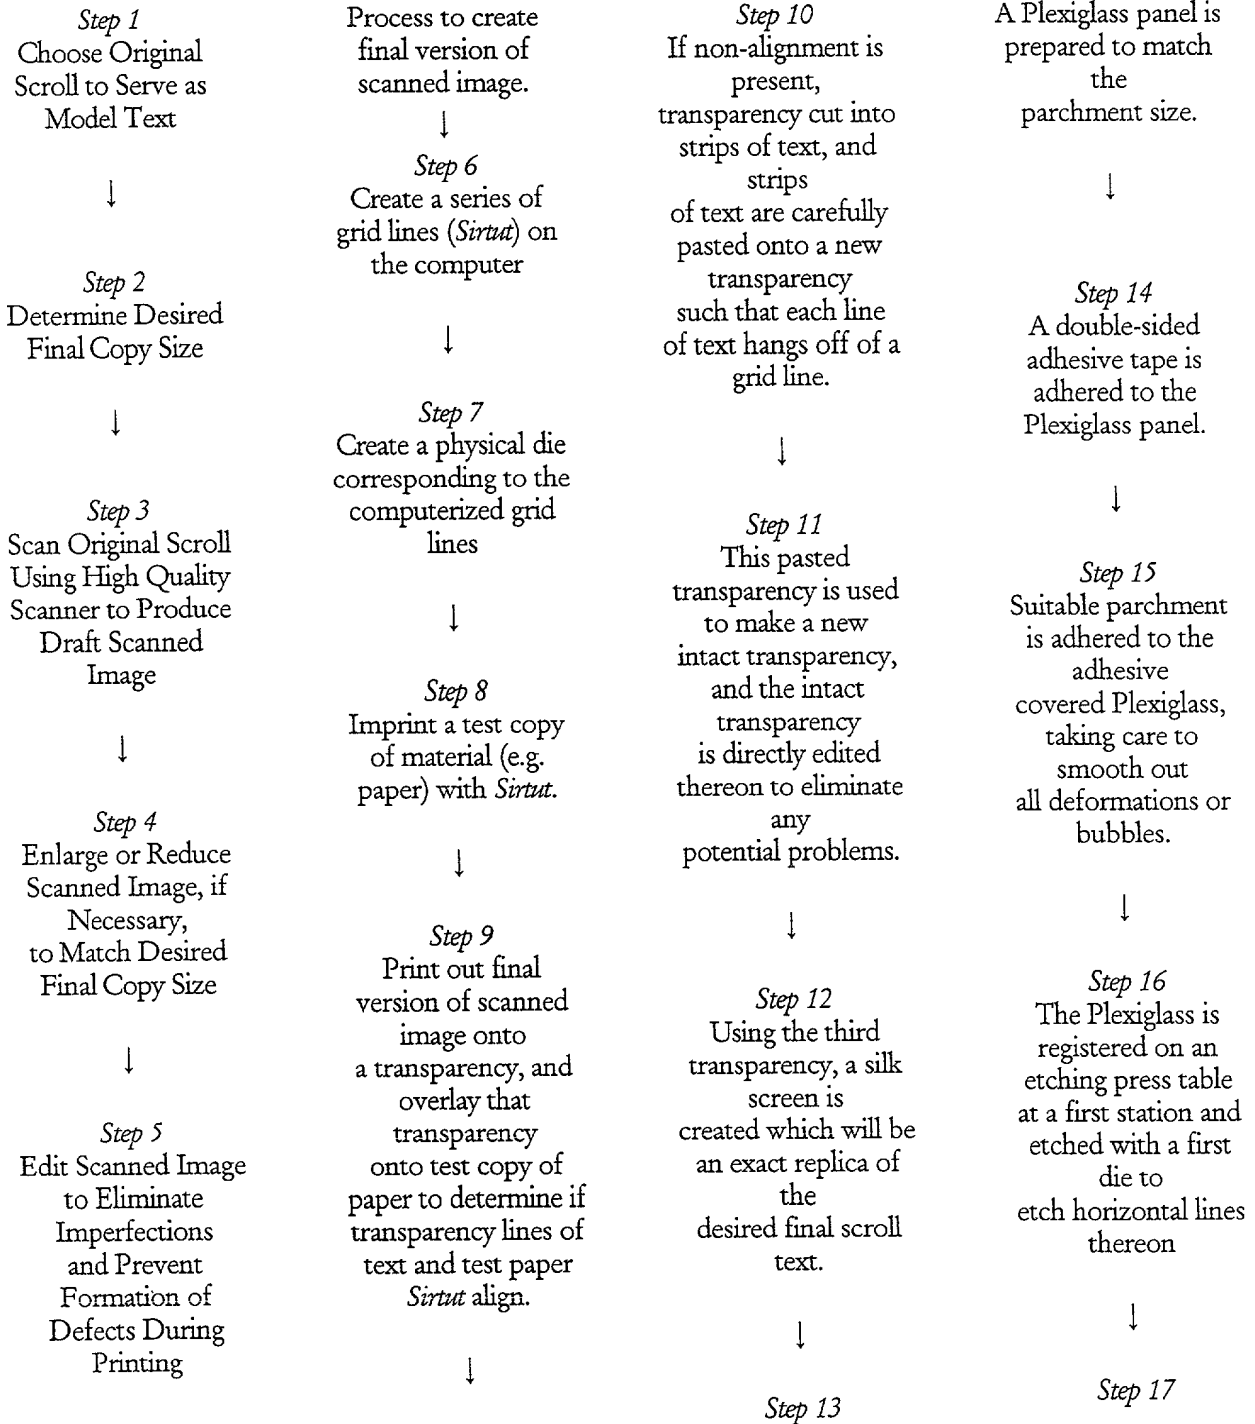 Step 1
Choose Original
Scroll to Serve as
Model Text
↓
Step 2
Determine Desired
Final Copy Size
↓
Step 3
Scan Original Scroll
Using High Quality
Scanner to Produce
Draft Scanned
Image
↓
Step 4
Enlarge or Reduce
Scanned Image, if
Necessary,
to Match Desired
Final Copy Size
↓
Step 5
Edit Scanned Image
to Eliminate
Imperfections
and Prevent
Formation of
Defects During
Printing
Process to create
final version of
scanned image.
↓
Step 6
Create a series of
grid lines (Sirtut) on
the computer
↓
Step 7
Create a physical die
corresponding to the
computerized grid
lines
↓
Step 8
Imprint a test copy
of material (e.g.
paper) with Sirtut.
↓
Step 9
Print out final
version of scanned
image onto
a transparency, and
overlay that
transparency
onto test copy of
paper to determine if
transparency lines of
text and test paper
Sirtut align.
↓
Step 10
If non-alignment is
present,
transparency cut into
strips of text, and
strips
of text are carefully
pasted onto a new
transparency
such that each line
of text hangs off of a
grid line.
↓
Step 11
This pasted
transparency is used
to make a new
intact transparency,
and the intact
transparency
is directly edited
thereon to eliminate
any
potential problems.
↓
Step 12
Using the third
transparency, a silk
screen is
created which will be
an exact replica of
the
desired final scroll
text.
↓
Step 13
A Plexiglass panel is
prepared to match
the
parchment size.
↓
Step 14
A double-sided
adhesive tape is
adhered to the
Plexiglass panel.
↓
Step 15
Suitable parchment
is adhered to the
adhesive
covered Plexiglass,
taking care to
smooth out
all deformations or
bubbles.
↓
Step 16
The Plexiglass is
registered on an
etching press table
at a first station and
etched with a first
die to
etch horizontal lines
thereon
↓
Step 17